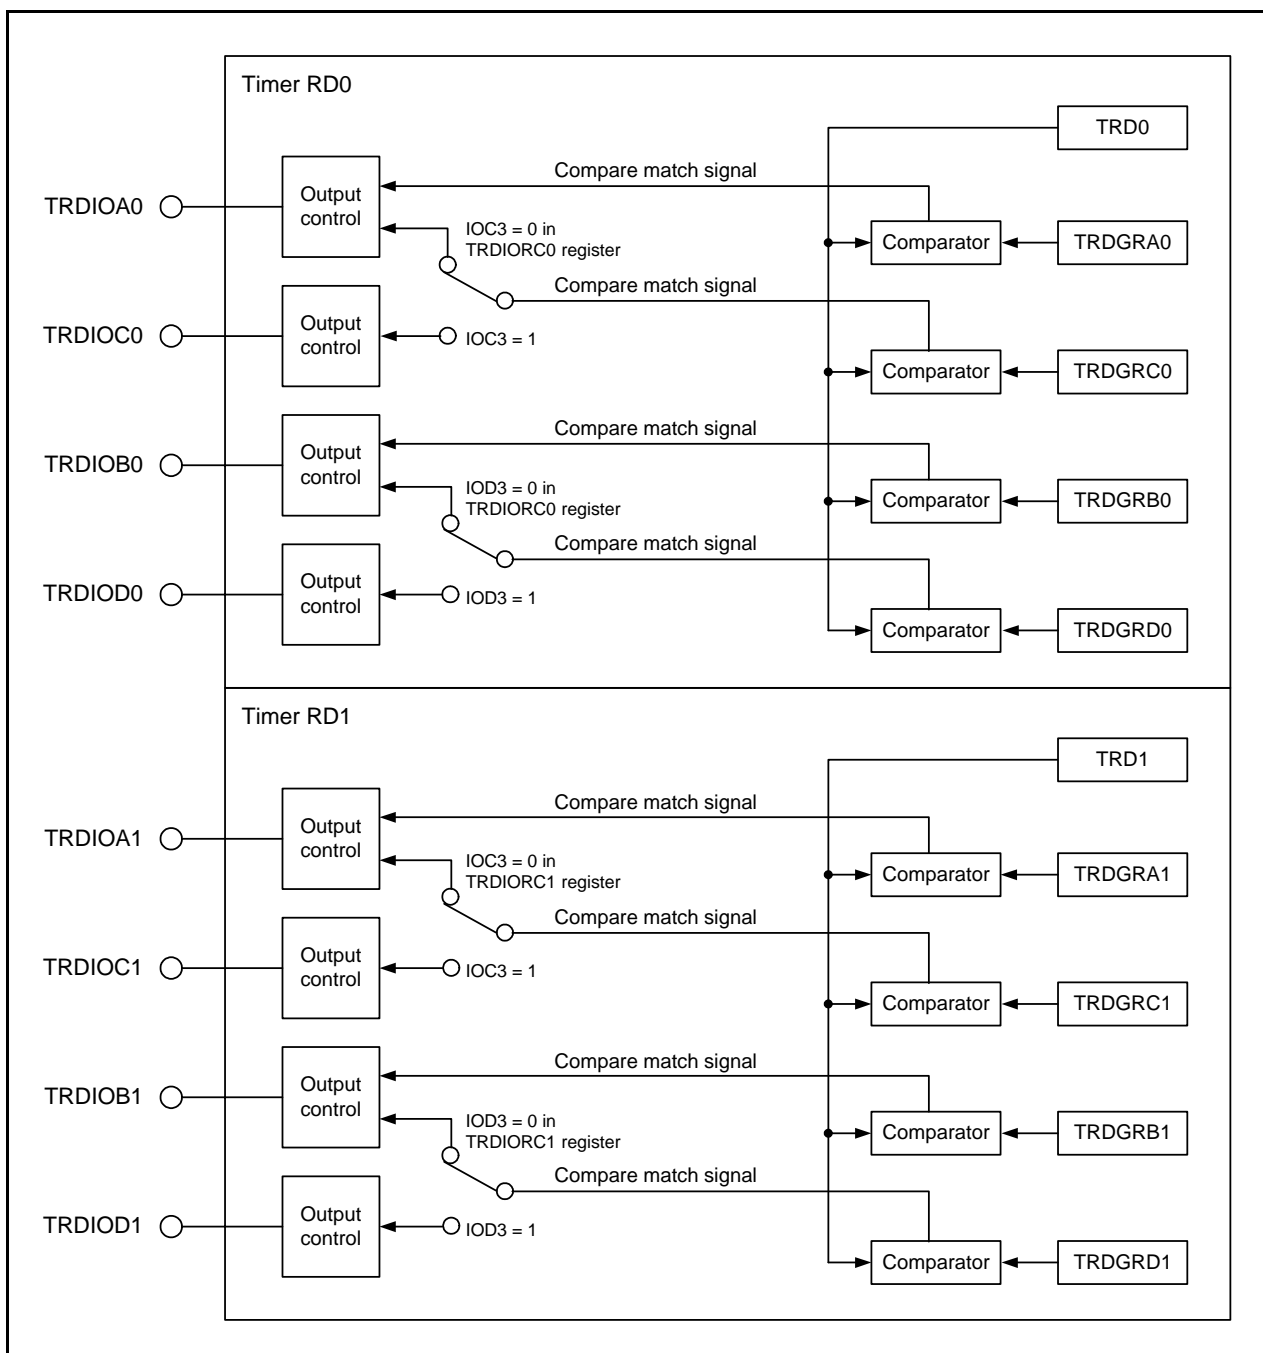 Timer RD0
TRD0
Compare match signal
TRDIOA0
Output
control
IOC3 = 0 in
TRDIORC0 register
Comparator
TRDGRA0
Compare match signal
TRDIOC0
Output
control
IOC3 = 1
Comparator
TRDGRC0
Compare match signal
TRDIOB0
Output
control
IOD3 = 0 in
TRDIORC0 register
Comparator
TRDGRB0
Compare match signal
TRDIOD0
Output
control
IOD3 = 1
Comparator
TRDGRD0
Timer RD1
TRD1
Compare match signal
TRDIOA1
Output
control
IOC3 = 0 in
TRDIORC1 register
Comparator
TRDGRA1
Compare match signal
TRDIOC1
Output
control
IOC3 = 1
Comparator
TRDGRC1
Compare match signal
TRDIOB1
Output
control
IOD3 = 0 in
TRDIORC1 register
Comparator
TRDGRB1
Compare match signal
TRDIOD1
Output
control
IOD3 = 1
Comparator
TRDGRD1